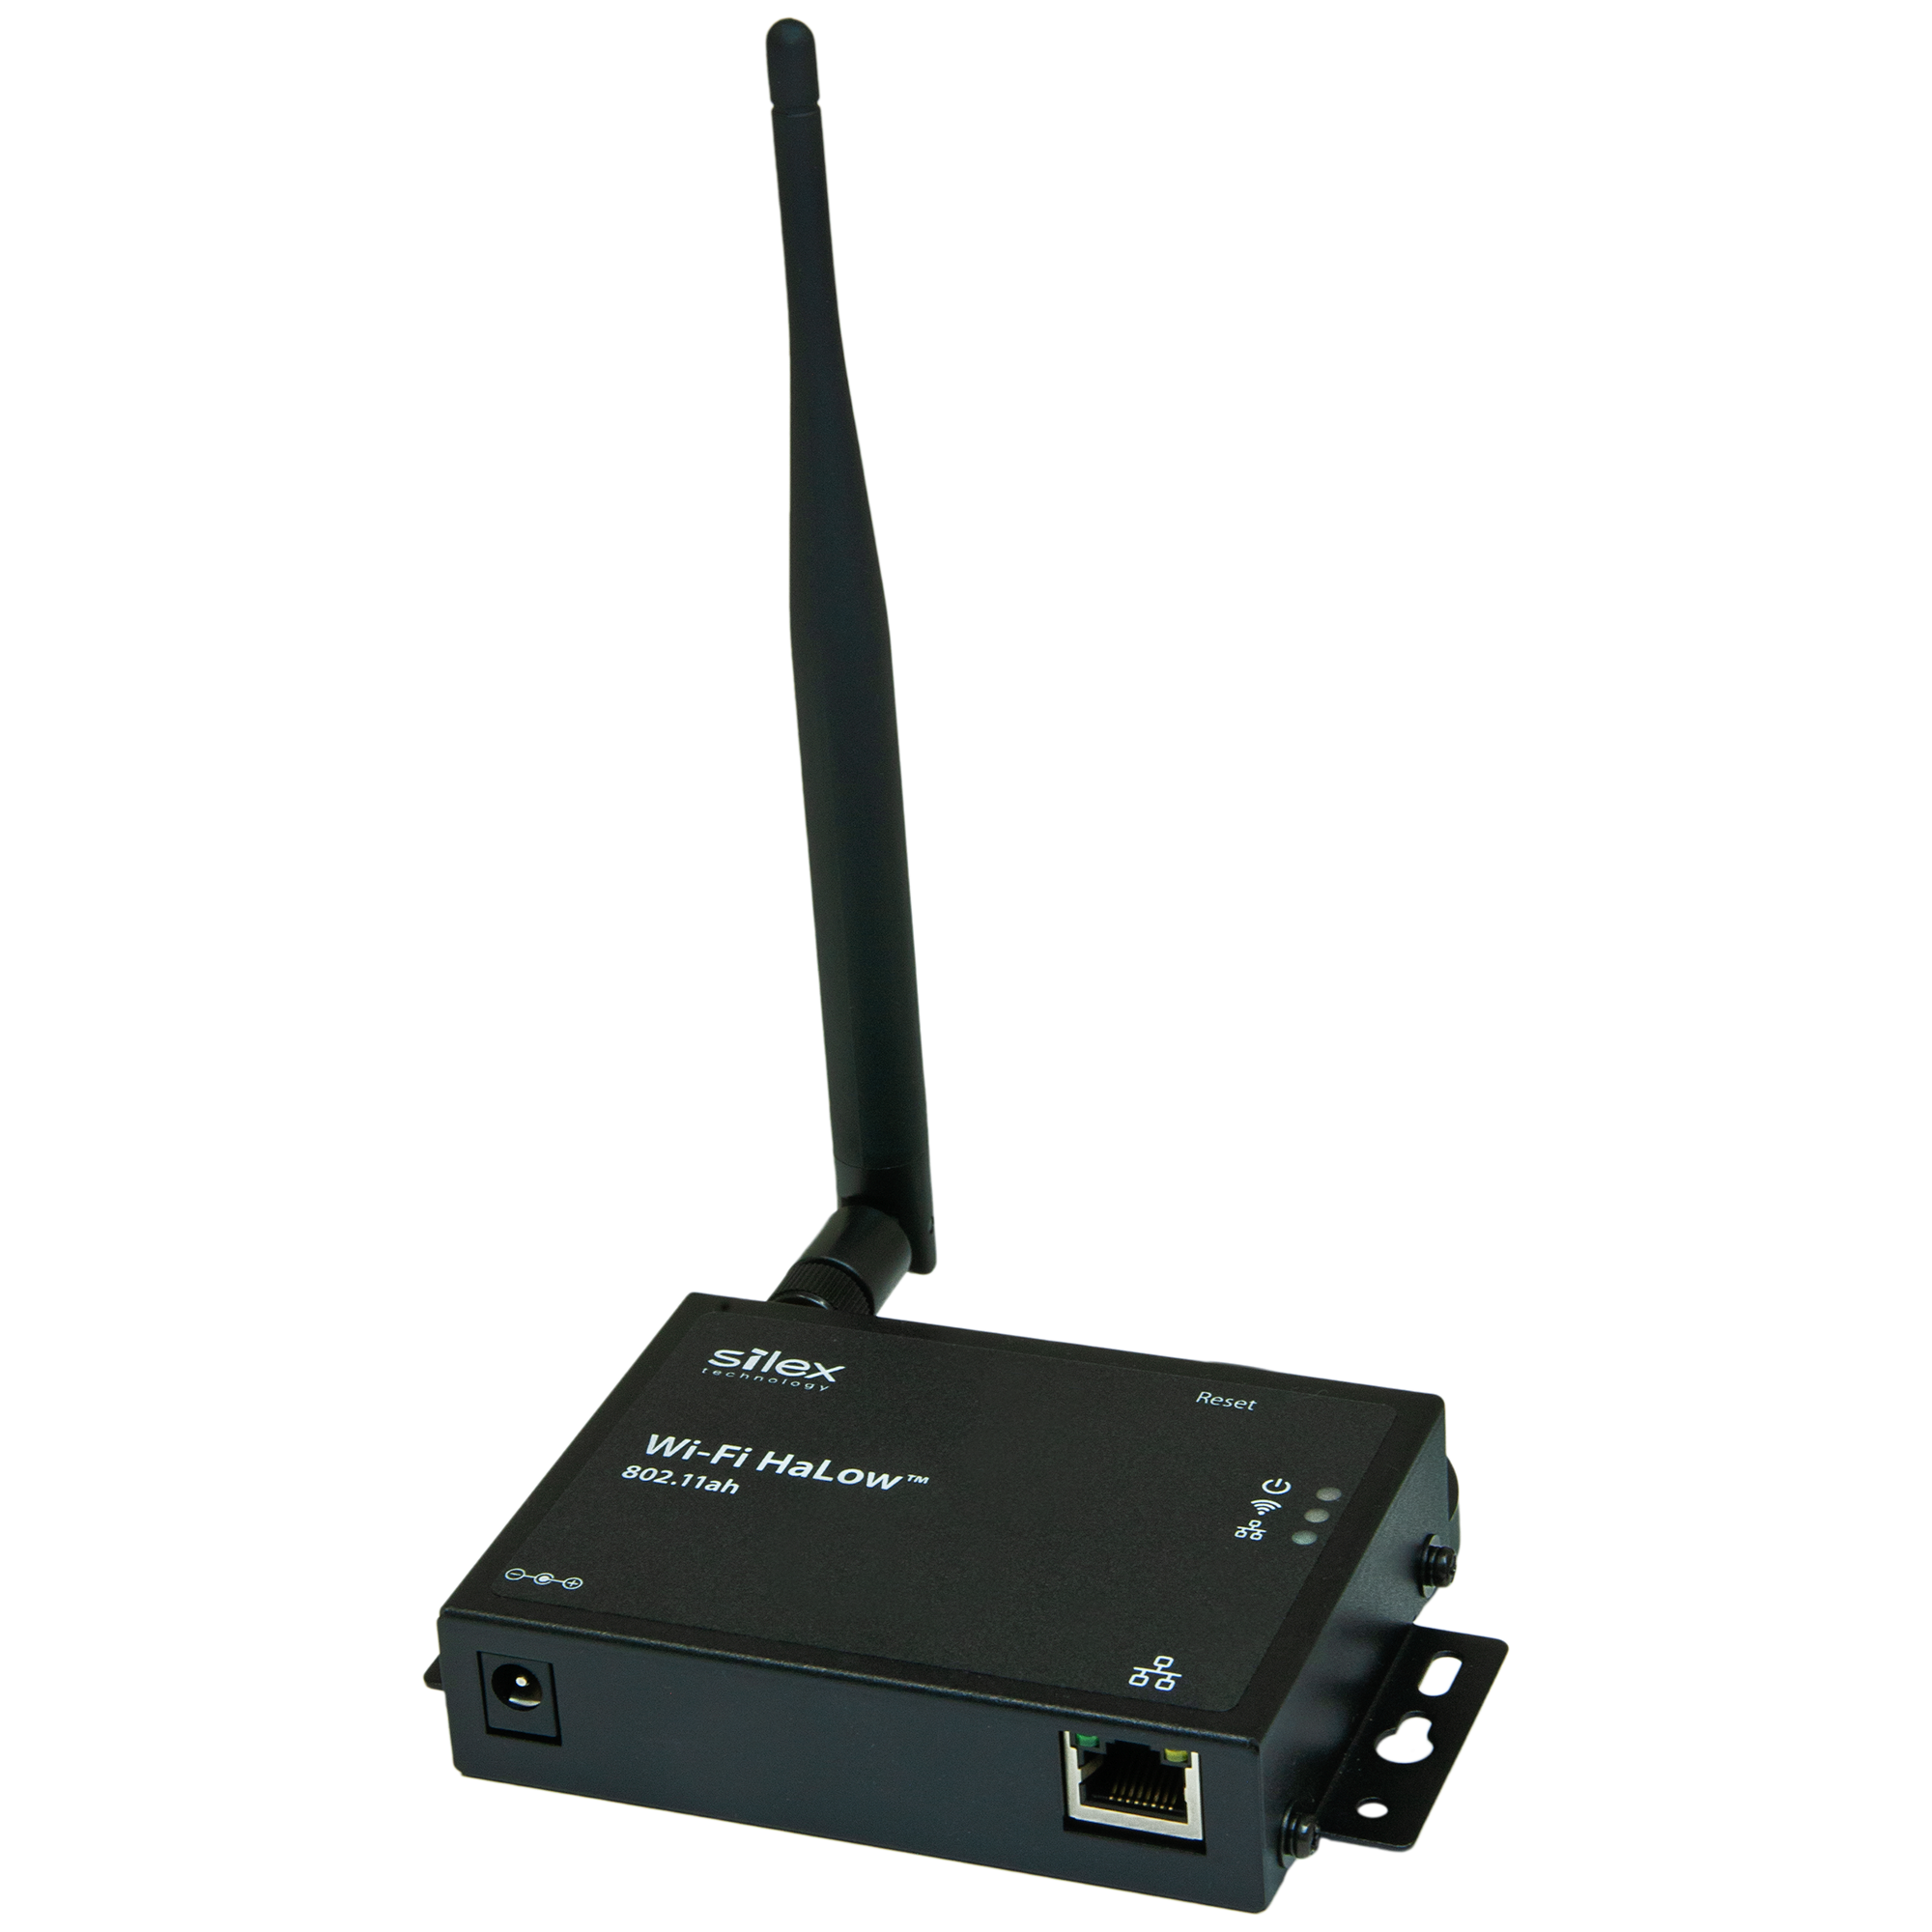 silex
technology
Reset
Wi-Fi HaLow™
802.11ah